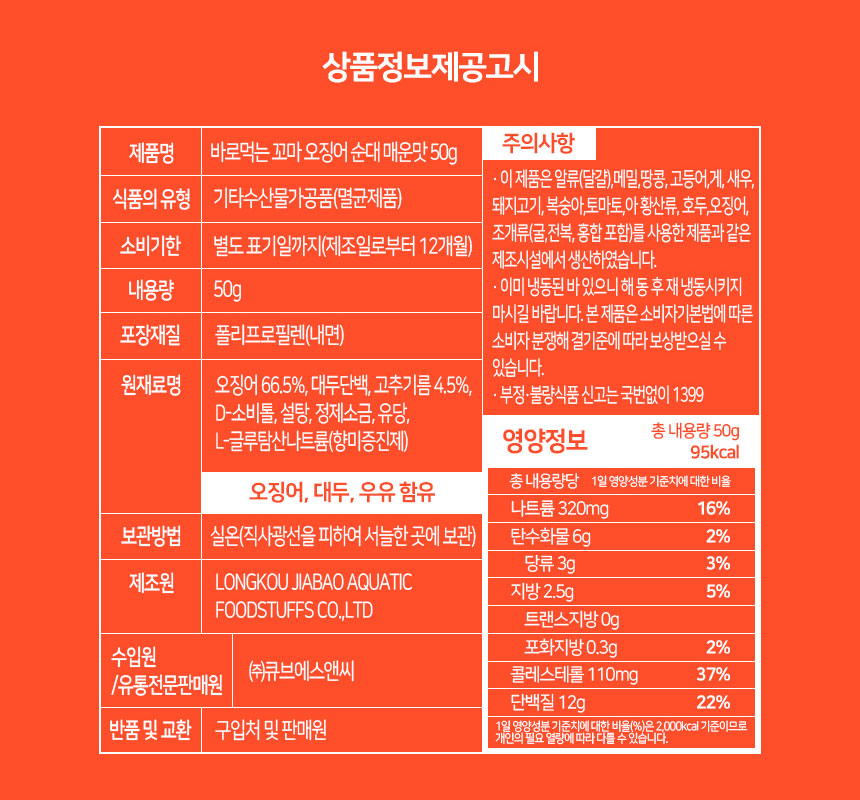 상품정보제공고시
제품명 바로먹는 꼬마 오징어 순대 매운맛 50g
식품의 유형 기타수산물가공품(멸균제품)
소비기한 별도 표기일까지(제조일로부터 12개월)
내용량 50g
포장재질 폴리프로필렌(내면)
원재료명 오징어 66.5%, 대두단백, 고추기름 4.5%,
D-소비톨, 설탕, 정제소금, 유당,
L-글루탐산나트륨(향미증진제)
오징어, 대두, 우유 함유
보관방법 실온(직사광선을 피하여 서늘한 곳에 보관)
제조원 LONGKOU JIABAO AQUATIC
FOODSTUFFS CO.,LTD
수입원
/유통전문판매원 ㈜큐브에스앤씨
반품 및 교환 구입처 및 판매원
주의사항
· 이 제품은 알류(달걀),메밀,땅콩, 고등어,게, 새우,
돼지고기, 복숭아,토마토,아 황산류, 호두,오징어,
조개류(굴,전복, 홍합 포함)를 사용한 제품과 같은
제조시설에서 생산하였습니다.
· 이미 냉동된 바 있으니 해 동 후 재 냉동시키지
마시길 바랍니다. 본 제품은 소비자기본법에 따른
소비자 분쟁해 결기준에 따라 보상받으실 수
있습니다.
· 부정·불량식품 신고는 국번없이 1399
영양정보 총 내용량 50g
95kcal
총 내용량당 1일 영양성분 기준치에 대한 비율
나트륨 320mg 16%
탄수화물 6g 2%
당류 3g 3%
지방 2.5g 5%
트랜스지방 0g
포화지방 0.3g 2%
콜레스테롤 110mg 37%
단백질 12g 22%
1일 영양성분 기준치에 대한 비율(%)은 2,000kcal 기준이므로
개인의 필요 열량에 따라 다를 수 있습니다.